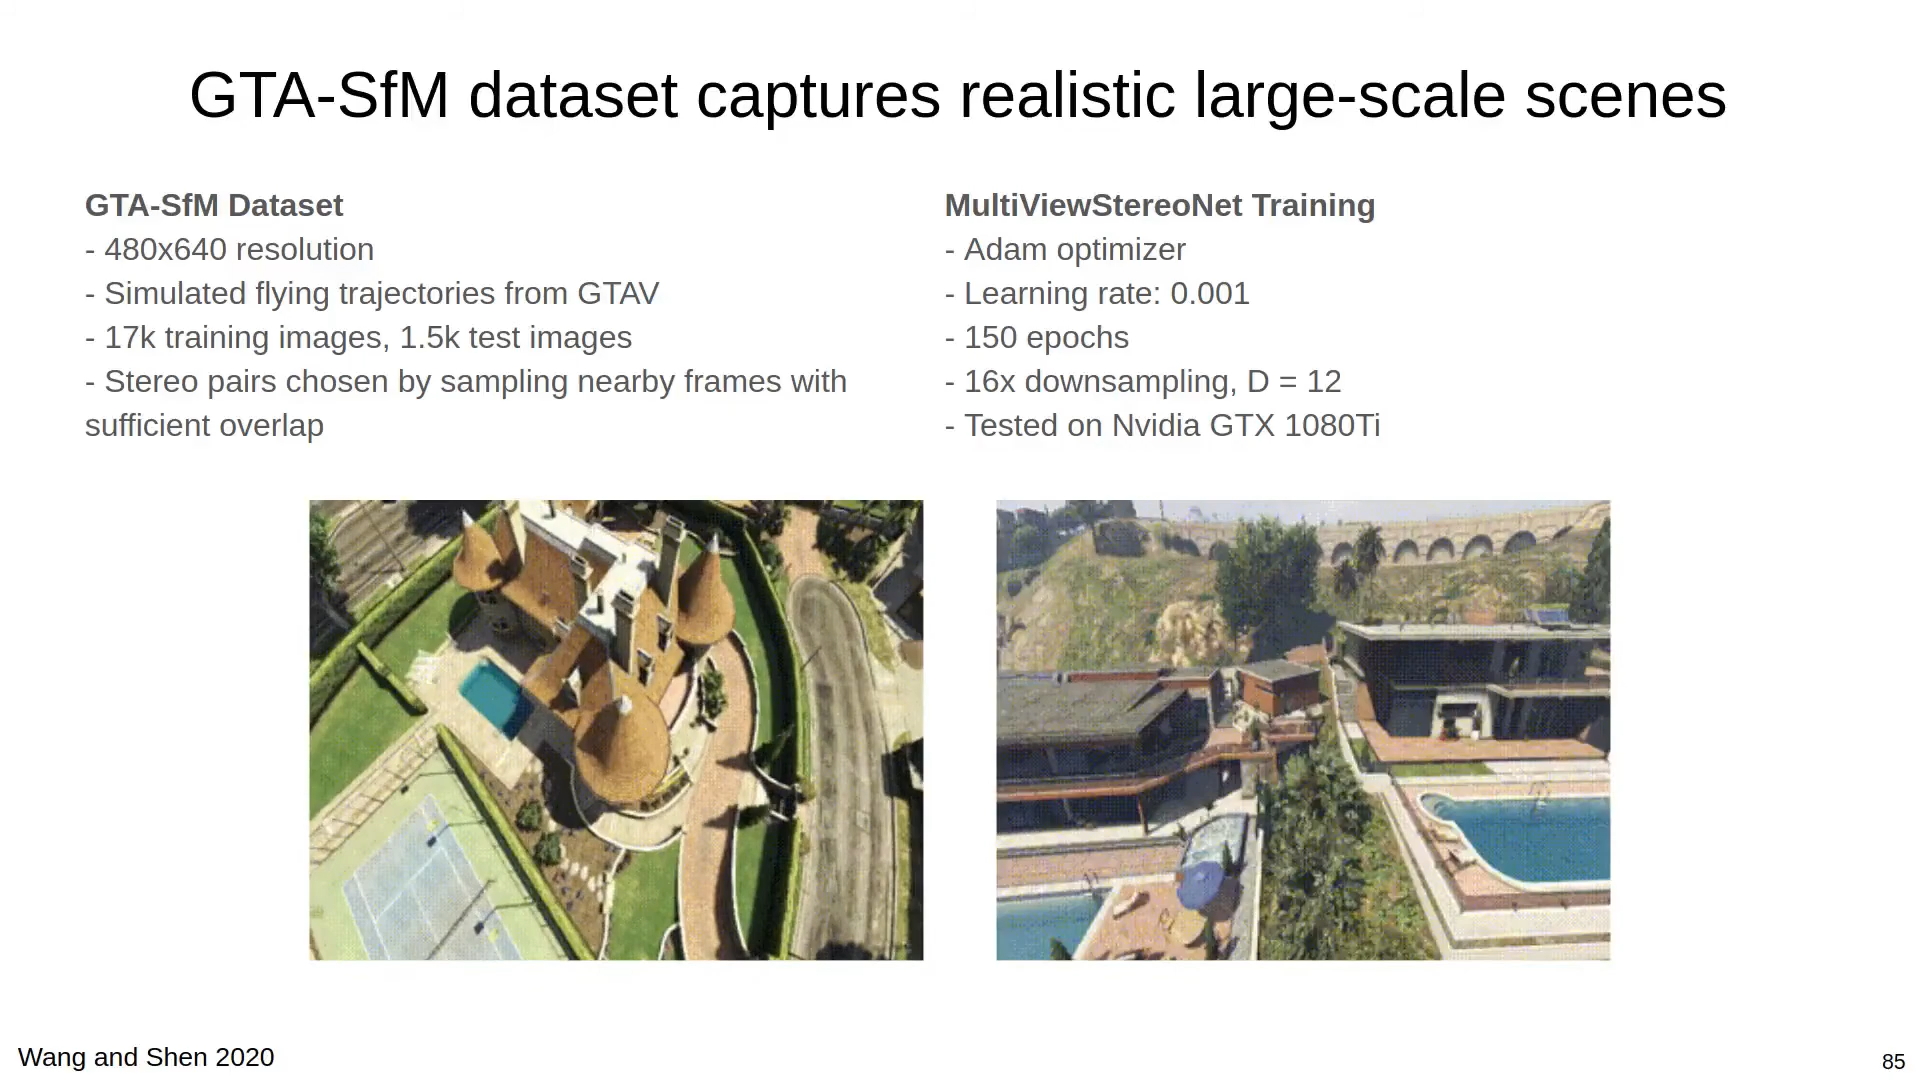 GTA-SfM dataset captures realistic large-scale scenes
GTA-SfM Dataset
- 480x640 resolution
- Simulated flying trajectories from GTAV
- 17k training images, 1.5k test images
- Stereo pairs chosen by sampling nearby frames with
sufficient overlap
MultiViewStereoNet Training
- Adam optimizer
- Learning rate: 0.001
- 150 epochs
- 16x downsampling, D = 12
- Tested on Nvidia GTX 1080Ti
Wang and Shen 2020
85